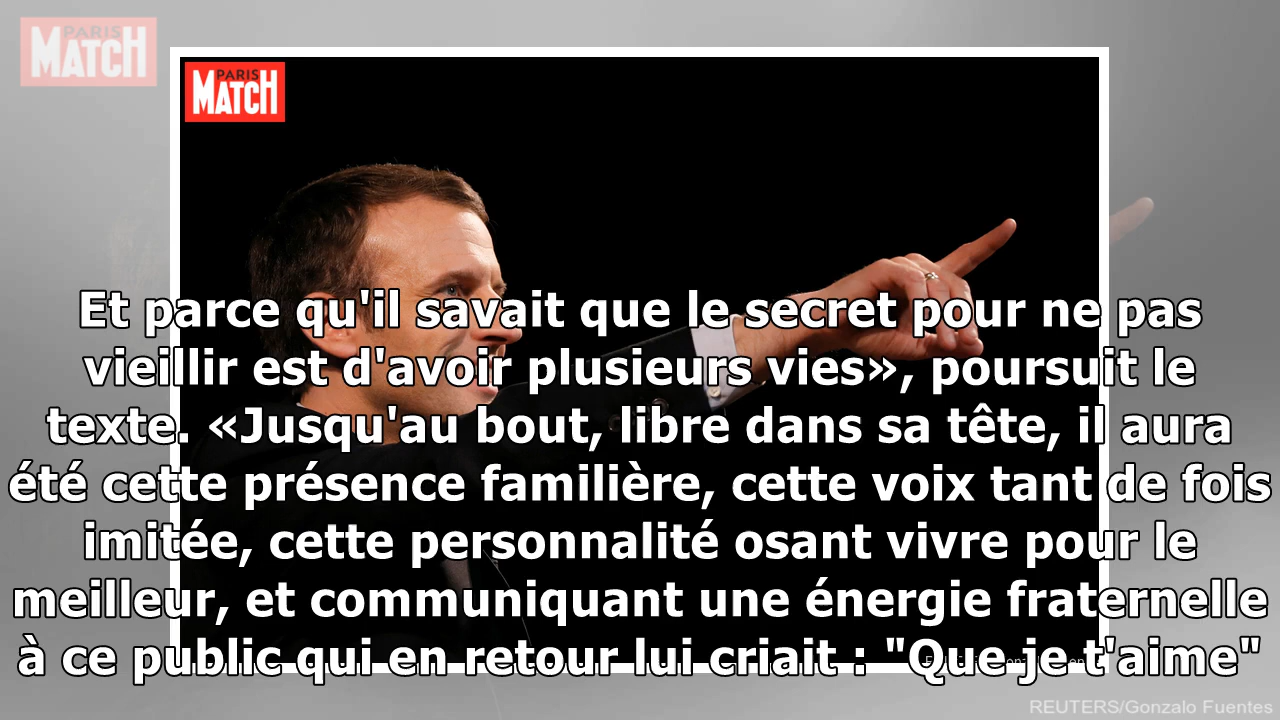 PARIS
MATCH
PARIS
MATCH
Et parce qu'il savait que le secret pour ne pas
vieillir est d'avoir plusieurs vies», poursuit le
texte. «Jusqu'au bout, libre dans sa tête, il aura
été cette présence familière, cette voix tant de fois
imitée, cette personnalité osant vivre pour le
meilleur, et communiquant une énergie fraternelle
à ce public qui en retour lui criait : "Que je t'aime"
REUTERS/Gonzalo Fuentes